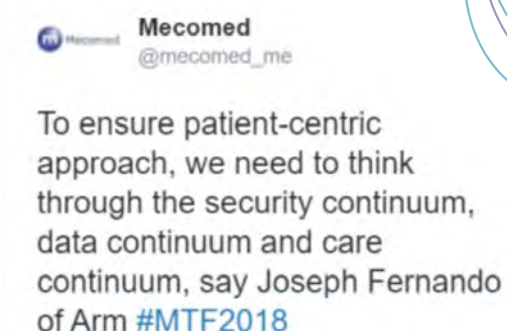 Mecomed
Mecomed
@mecomed_me
To ensure patient-centric
approach, we need to think
through the security continuum,
data continuum and care
continuum, say Joseph Fernando
of Arm #MTF2018